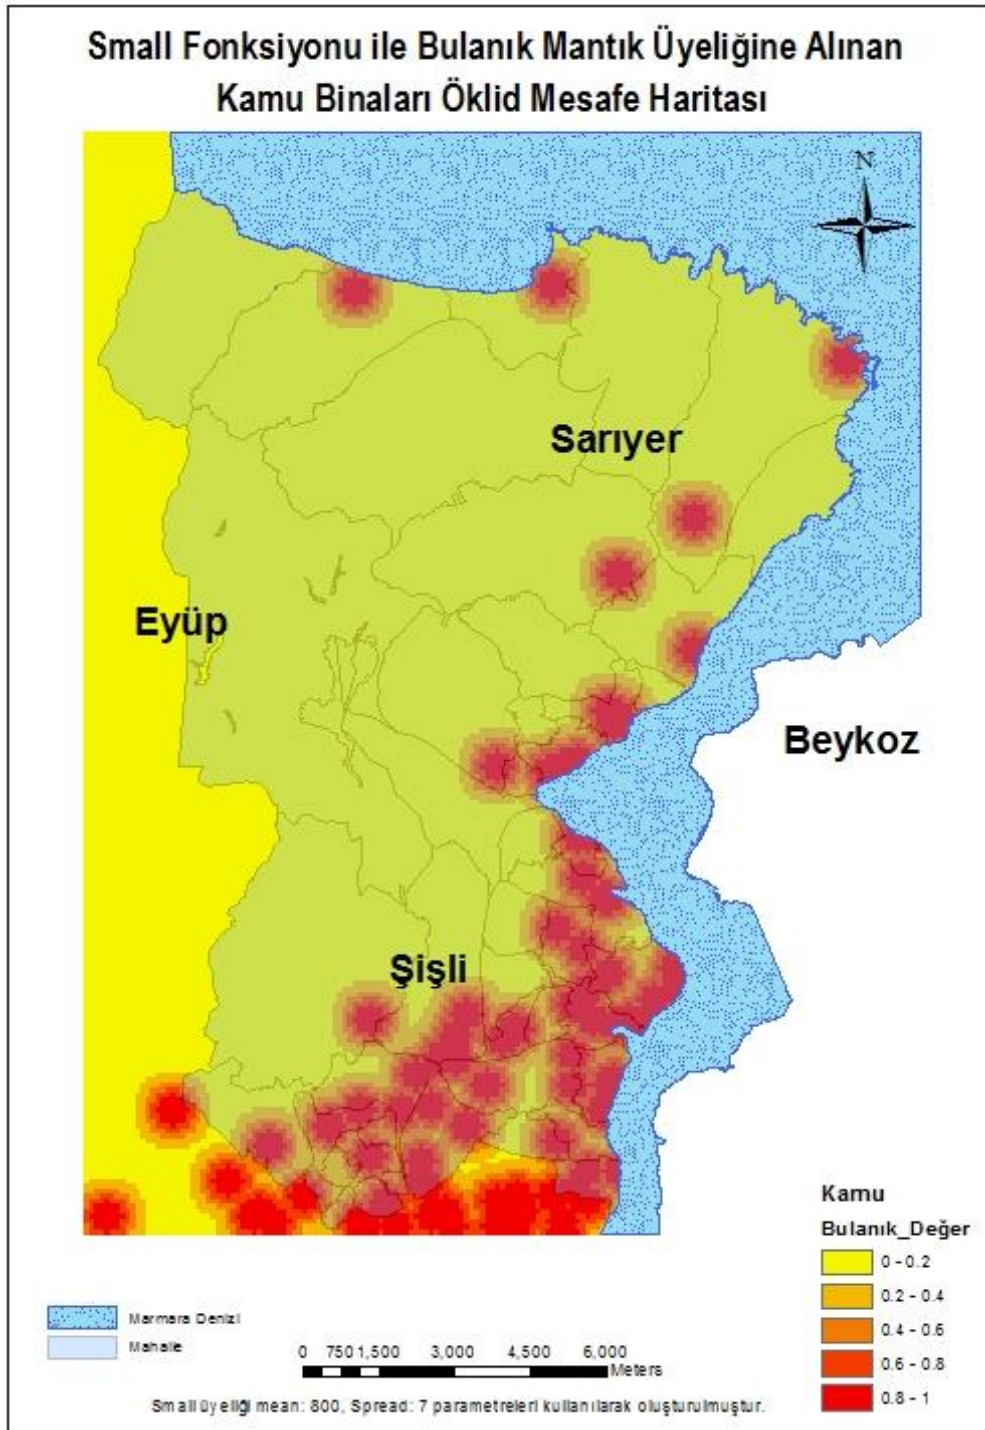 Small Fonksiyonu ile Bulanık Mantık Üyeliğine Alınan
Kamu Binaları Öklid Mesafe Haritası
N
Sarıyer
Eyüp
Beykoz
Şişli
Kamu
Bulanık_Değer
0 - 0.2
0.2 - 0.4
0.4 - 0.6
0.6 - 0.8
0.8 - 1
Marmara Denizi
Mahalle
0 750 1,500 3,000 4,500 6,000
Meters
Small üyeliği mean: 800, Spread: 7 parametreleri kullanılarak oluşturulmuştur.